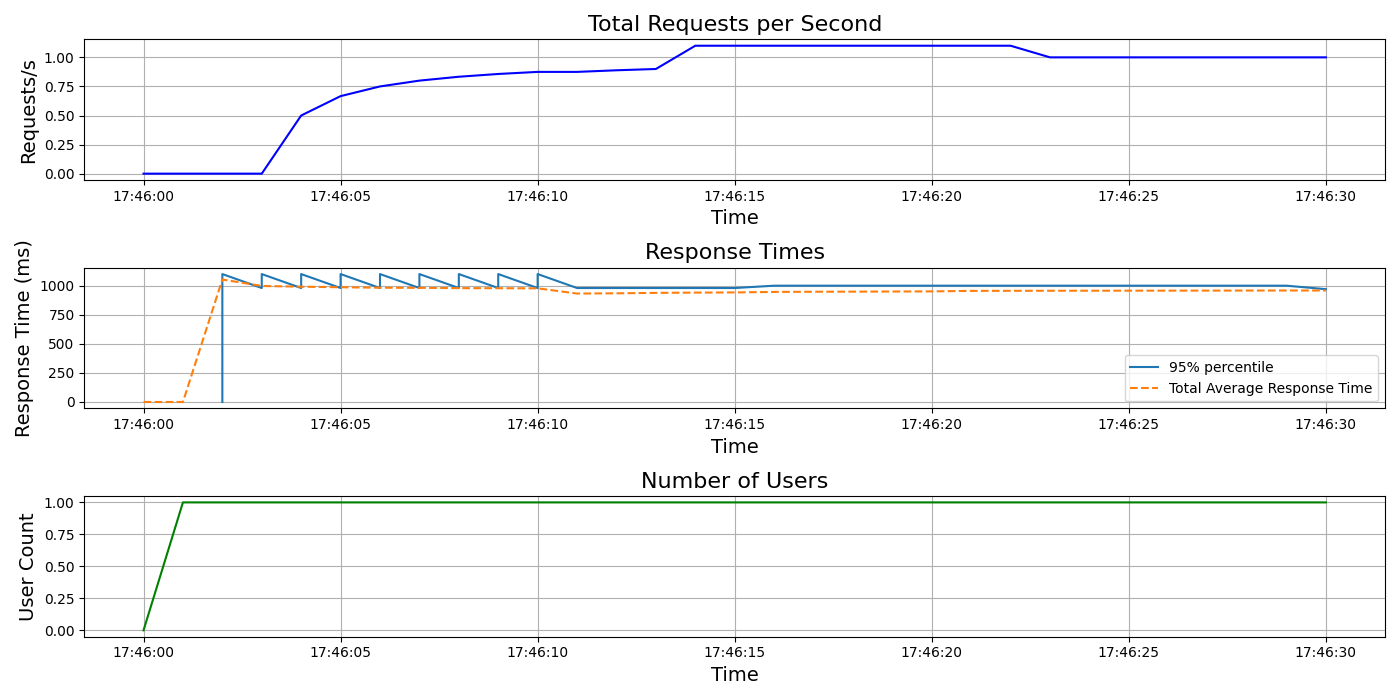 Total Requests per Second
Requests/s
1.00
0.75
0.50
0.25
0.00
17:46:00 17:46:05 17:46:10 17:46:15 17:46:20 17:46:25 17:46:30
Time
Response Times
Response Time (ms)
1000
750
500
250
0
95% percentile
Total Average Response Time
17:46:00 17:46:05 17:46:10 17:46:15 17:46:20 17:46:25 17:46:30
Time
Number of Users
User Count
1.00
0.75
0.50
0.25
0.00
17:46:00 17:46:05 17:46:10 17:46:15 17:46:20 17:46:25 17:46:30
Time